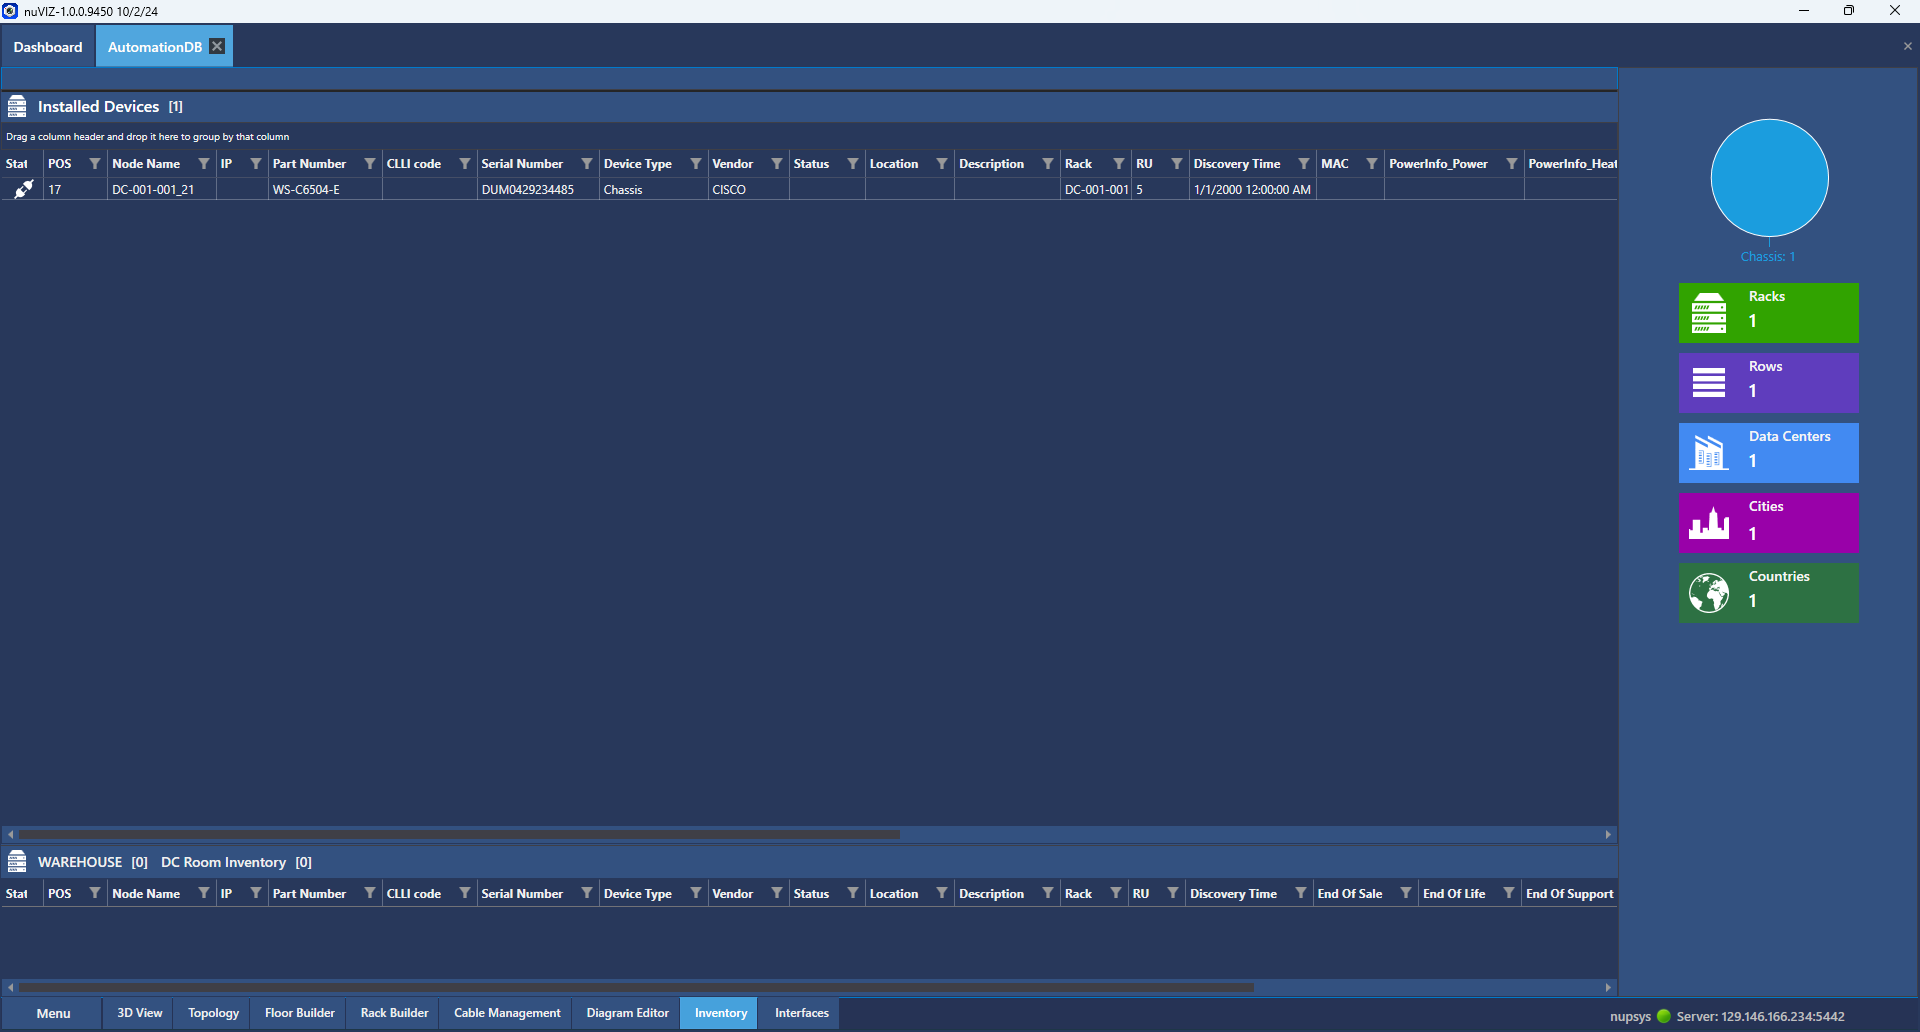 nuVIZ-1.0.0.9450 10/2/24
Dashboard AutomationDB
Installed Devices [1]
Drag a column header and drop it here to group by that column
Stat POS Node Name IP Part Number CLLI code Serial Number Device Type Vendor Status Location Description Rack RU Discovery Time MAC PowerInfo_Power PowerInfo_Heat
17 DC-001-001_21 WS-C6504-E DUM0429234485 Chassis CISCO DC-001-001 5 1/1/2000 12:00:00 AM
Chassis: 1
Racks
1
Rows
1
Data Centers
1
Cities
1
Countries
1
WAREHOUSE [0] DC Room Inventory [0]
Stat POS Node Name IP Part Number CLLI code Serial Number Device Type Vendor Status Location Description Rack RU Discovery Time End Of Sale End Of Life End Of Support
Menu 3D View Topology Floor Builder Rack Builder Cable Management Diagram Editor Inventory Interfaces
nupsys Server: 129.146.166.234:5442